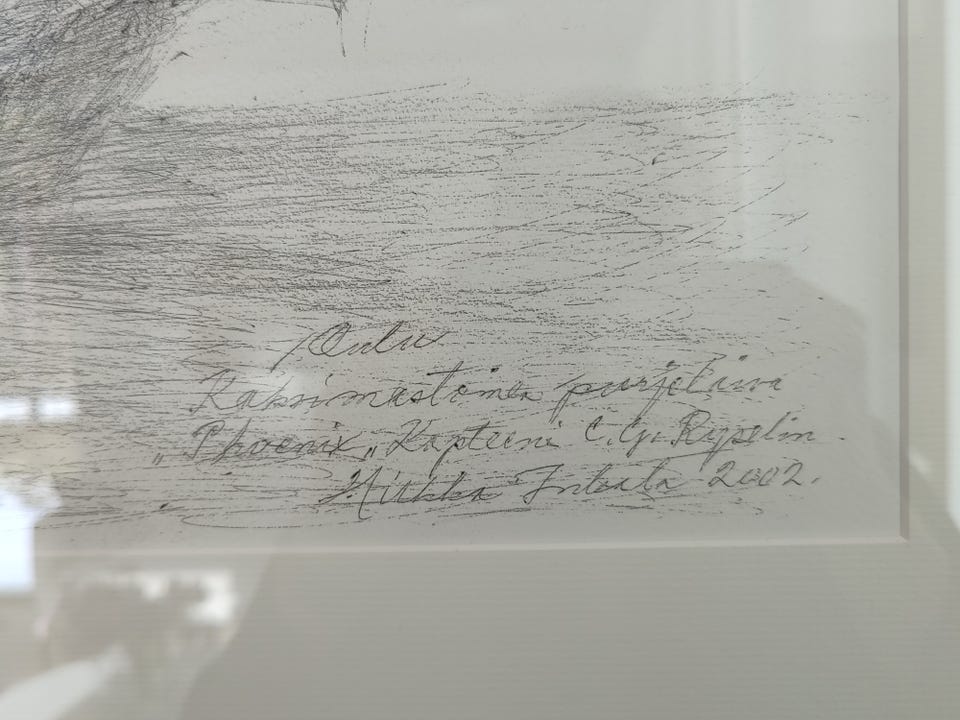 Oulu
Kaksimastoinen purjelaiva
"Phoenix" Kapteeni C.G.
2002.